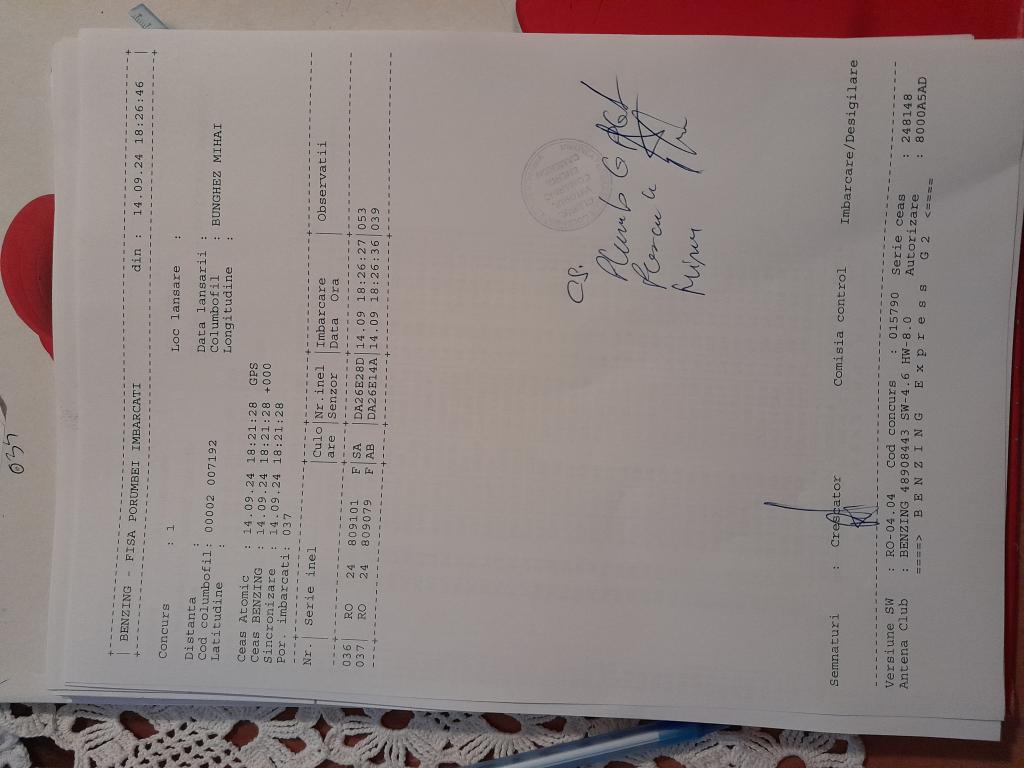 BENZING - FISA PORUMBEI IMBARCATI din : 14.09.24 18:26:46
Concurs : 1 Loc lansare :
Distanta : Data lansarii :
Cod columbofil: 00002 007192 Columbofil : BUNGHEZ MIHAI
Latitudine : Longitudine :
Ceas Atomic : 14.09.24 18:21:28 GPS
Ceas BENZING : 14.09.24 18:21:28 +000
Sincronizare : 14.09.24 18:21:28
Por. imbarcati: 037
Nr.| Serie inel |Culo|Nr.inel |Imbarcare | Observatii
| |are |Senzor |Data Ora |
036| RO 24 809101 F|SA |DA26E28D|14.09 18:26:27|053
037| RO 24 809079 F|AB |DA26E14A|14.09 18:26:36|039
Semnaturi : Crescator Comisia control Imbarcare/Desigilare
Versiune SW : RO-04.04 Cod concurs : 015790 Serie ceas : 248148
Antena Club : BENZING 48908443 SW-4.6 HW-8.0 Autorizare : 8000A5AD
====> B E N Z I N G E x p r e s s G 2 <====
034